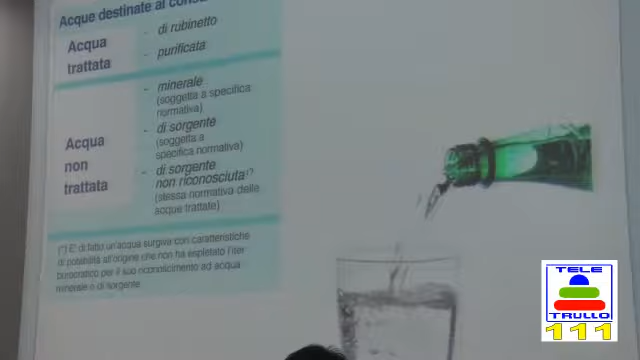 Acque destinate al consu
Acqua
trattata
- di rubinetto
- purificata
Acqua
non
trattata
- minerale
(soggetta a specifica
normativa)
- di sorgente
(soggetta a
specifica normativa)
- di sorgente
non riconosciuta(*)
(stessa normativa delle
acque trattate)
(*) E' di fatto un'acqua surgiva con caratteristiche
di potabilità all'origine che non ha espletato l'iter
burocratico per il suo riconoscimento ad acqua
minerale o di sorgente.
TELE
TRULLO
111